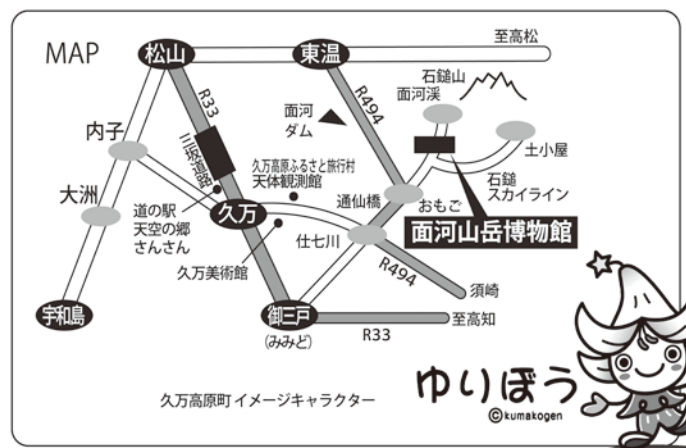 MAP
松山
東温
至高松
R33
R494
石鎚山
面河渓
面河
ダム
土小屋
内子
三坂道路
久万高原ふるさと旅行村
天体観測館
石鎚
スカイライン
大洲
道の駅
天空の郷
さんさん
久万
通仙橋
おもご
面河山岳博物館
仕七川
久万美術館
R494
須崎
宇和島
御三戸
(みみど)
至高知
R33
久万高原町 イメージキャラクター
ゆりぼう
©kumakogen